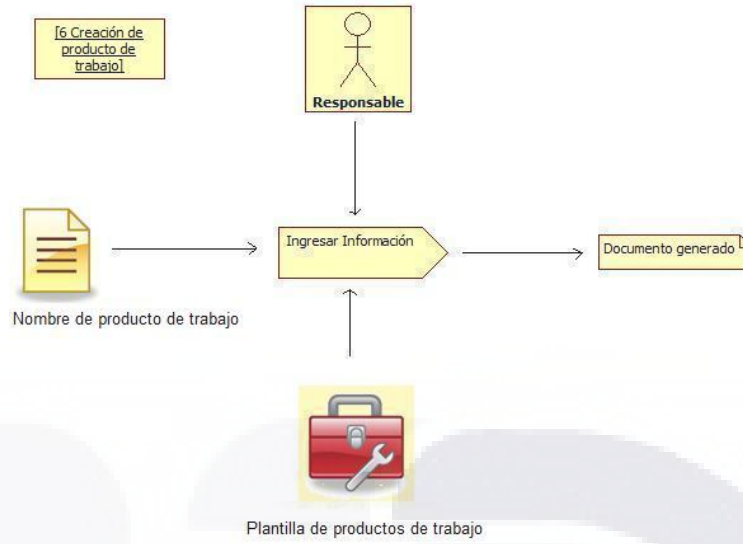 [6 Creación de
producto de
trabajo]
Responsable
Ingresar Información
Documento generado
Nombre de producto de trabajo
Plantilla de productos de trabajo